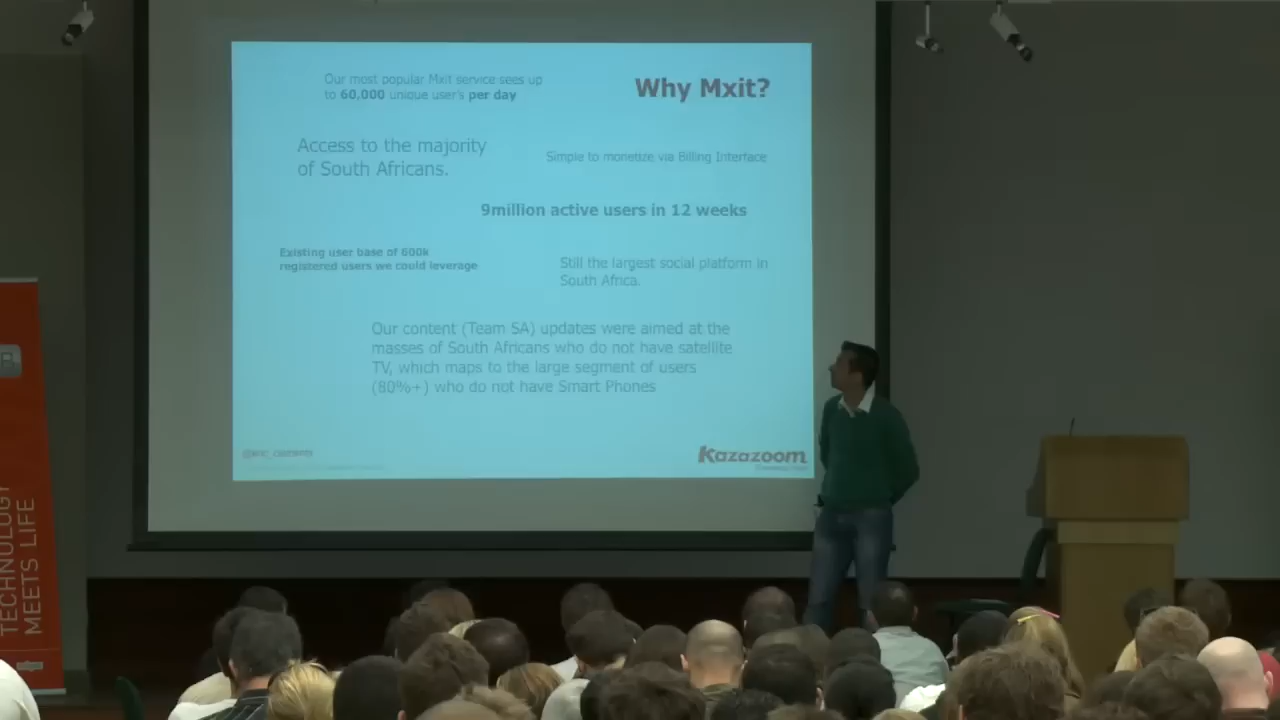 Our most popular Mxit service sees up
to 60,000 unique user's per day
Why Mxit?
Access to the majority
of South Africans.
Simple to monetize via Billing Interface
9million active users in 12 weeks
Existing user base of 600k
registered users we could leverage
Still the largest social platform in
South Africa.
Our content (Team SA) updates were aimed at the
masses of South Africans who do not have satellite
TV, which maps to the large segment of users
(80%+) who do not have Smart Phones
Kazazoom
TECHNOLOGY
MEETS LIFE